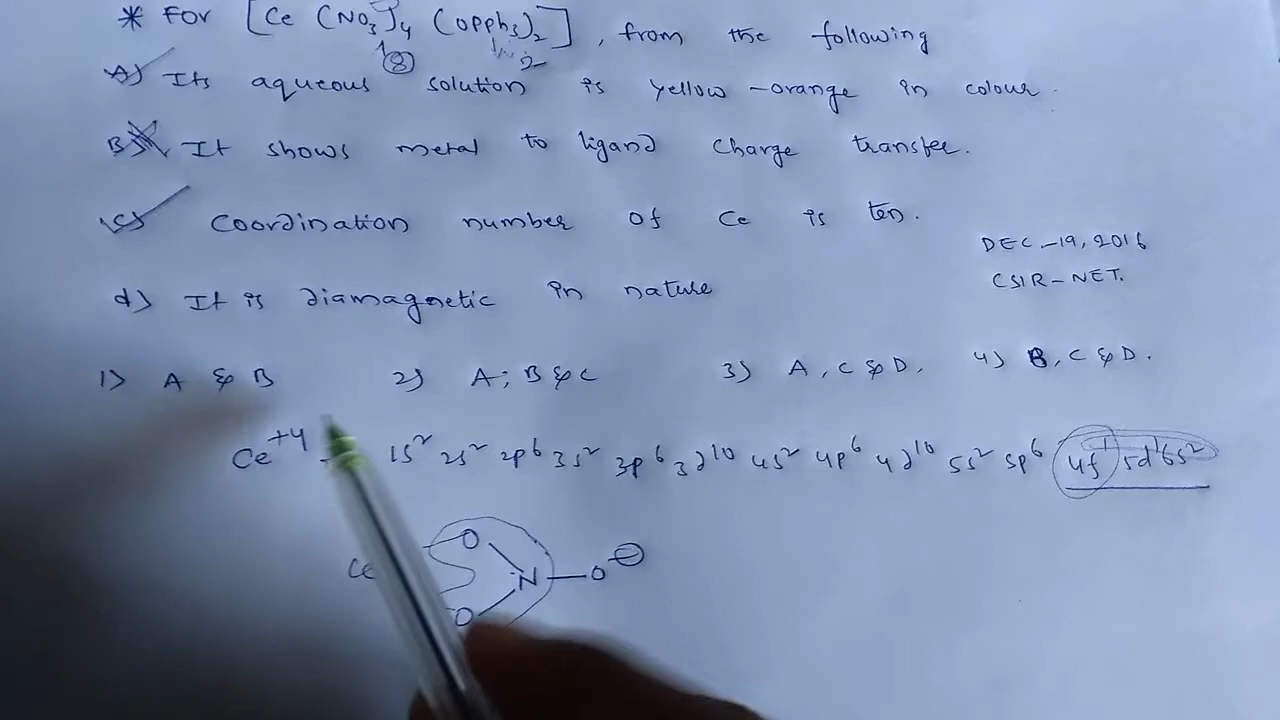 * For [Ce (NO3)4 (OPPh3)2], from the following
8 2
A) Its aqueous solution is yellow-orange in colour.
B) It shows metal to ligand charge transfer.
C) Coordination number of Ce is ten.
DEC-19, 2016
CSIR-NET.
d) It is diamagnetic in nature
1) A & B 2) A, B & C 3) A, C & D. 4) B, C & D.
Ce+4 1s2 2s2 2p6 3s2 3p6 3d10 4s2 4p6 4d10 5s2 5p6 4f1 5d1 6s2
O
Ce N-O⊖
O